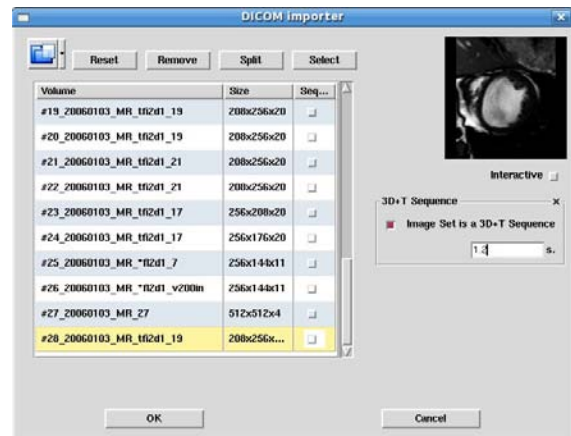 DICOM importer
Reset Remove Split Select
Volume Size Seq...
#19_20060103_MR_tfi2d1_19 208x256x20
#20_20060103_MR_tfi2d1_19 208x256x20
#21_20060103_MR_tfi2d1_21 208x256x20
#22_20060103_MR_tfi2d1_21 208x256x20
#23_20060103_MR_tfi2d1_17 256x208x20
#24_20060103_MR_tfi2d1_17 256x176x20
#25_20060103_MR_*fl2d1_7 256x144x11
#26_20060103_MR_*fl2d1_v200in 256x144x11
#27_20060103_MR_27 512x512x4
#28_20060103_MR_tfi2d1_19 208x256x...
Interactive
3D+T Sequence x
Image Set is a 3D+T Sequence
1.2 s.
OK Cancel